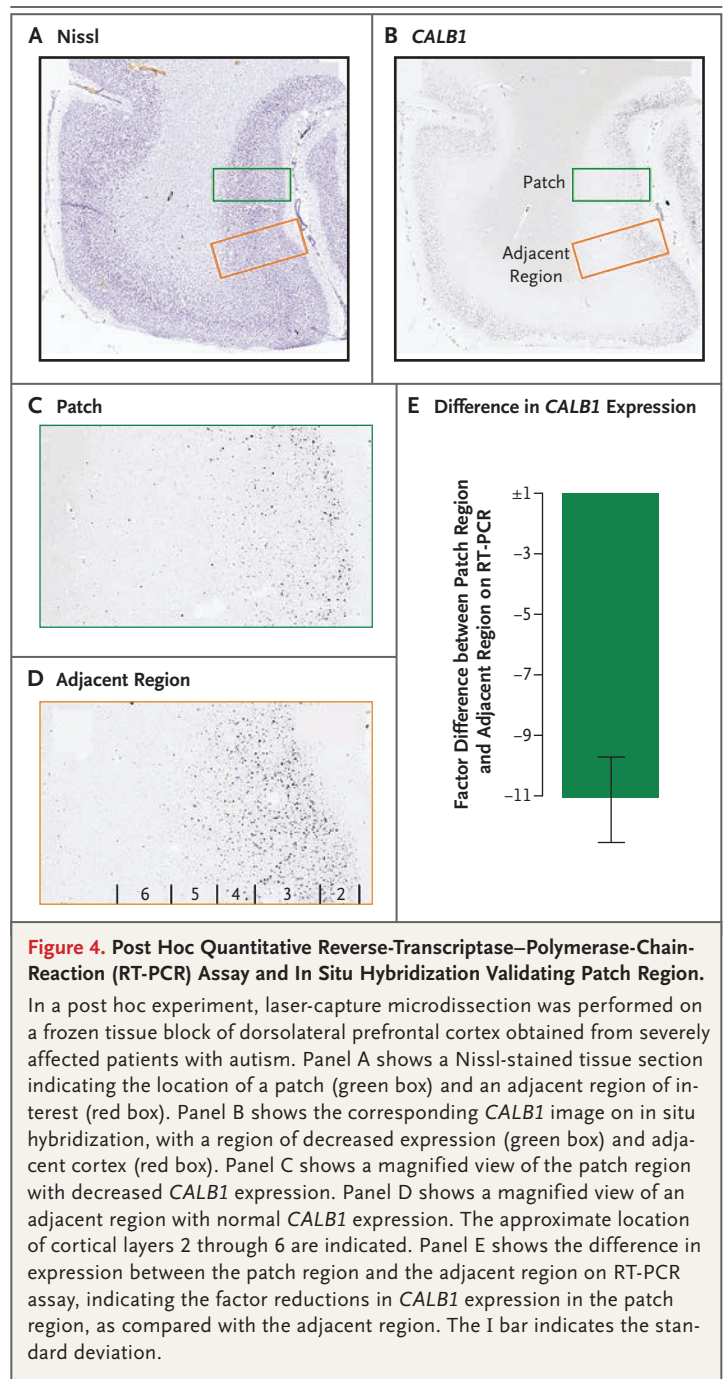 A Nissl
B CALB1
Patch
Adjacent
Region
C Patch
D Adjacent Region
6 5 4 3 2
E Difference in CALB1 Expression
Factor Difference between Patch Region
and Adjacent Region on RT-PCR
±1
–3
–5
–7
–9
–11
Figure 4. Post Hoc Quantitative Reverse-Transcriptase–Polymerase-Chain-
Reaction (RT-PCR) Assay and In Situ Hybridization Validating Patch Region.
In a post hoc experiment, laser-capture microdissection was performed on
a frozen tissue block of dorsolateral prefrontal cortex obtained from severely
affected patients with autism. Panel A shows a Nissl-stained tissue section
indicating the location of a patch (green box) and an adjacent region of in-
terest (red box). Panel B shows the corresponding CALB1 image on in situ
hybridization, with a region of decreased expression (green box) and adja-
cent cortex (red box). Panel C shows a magnified view of the patch region
with decreased CALB1 expression. Panel D shows a magnified view of an
adjacent region with normal CALB1 expression. The approximate location
of cortical layers 2 through 6 are indicated. Panel E shows the difference in
expression between the patch region and the adjacent region on RT-PCR
assay, indicating the factor reductions in CALB1 expression in the patch
region, as compared with the adjacent region. The I bar indicates the stan-
dard deviation.